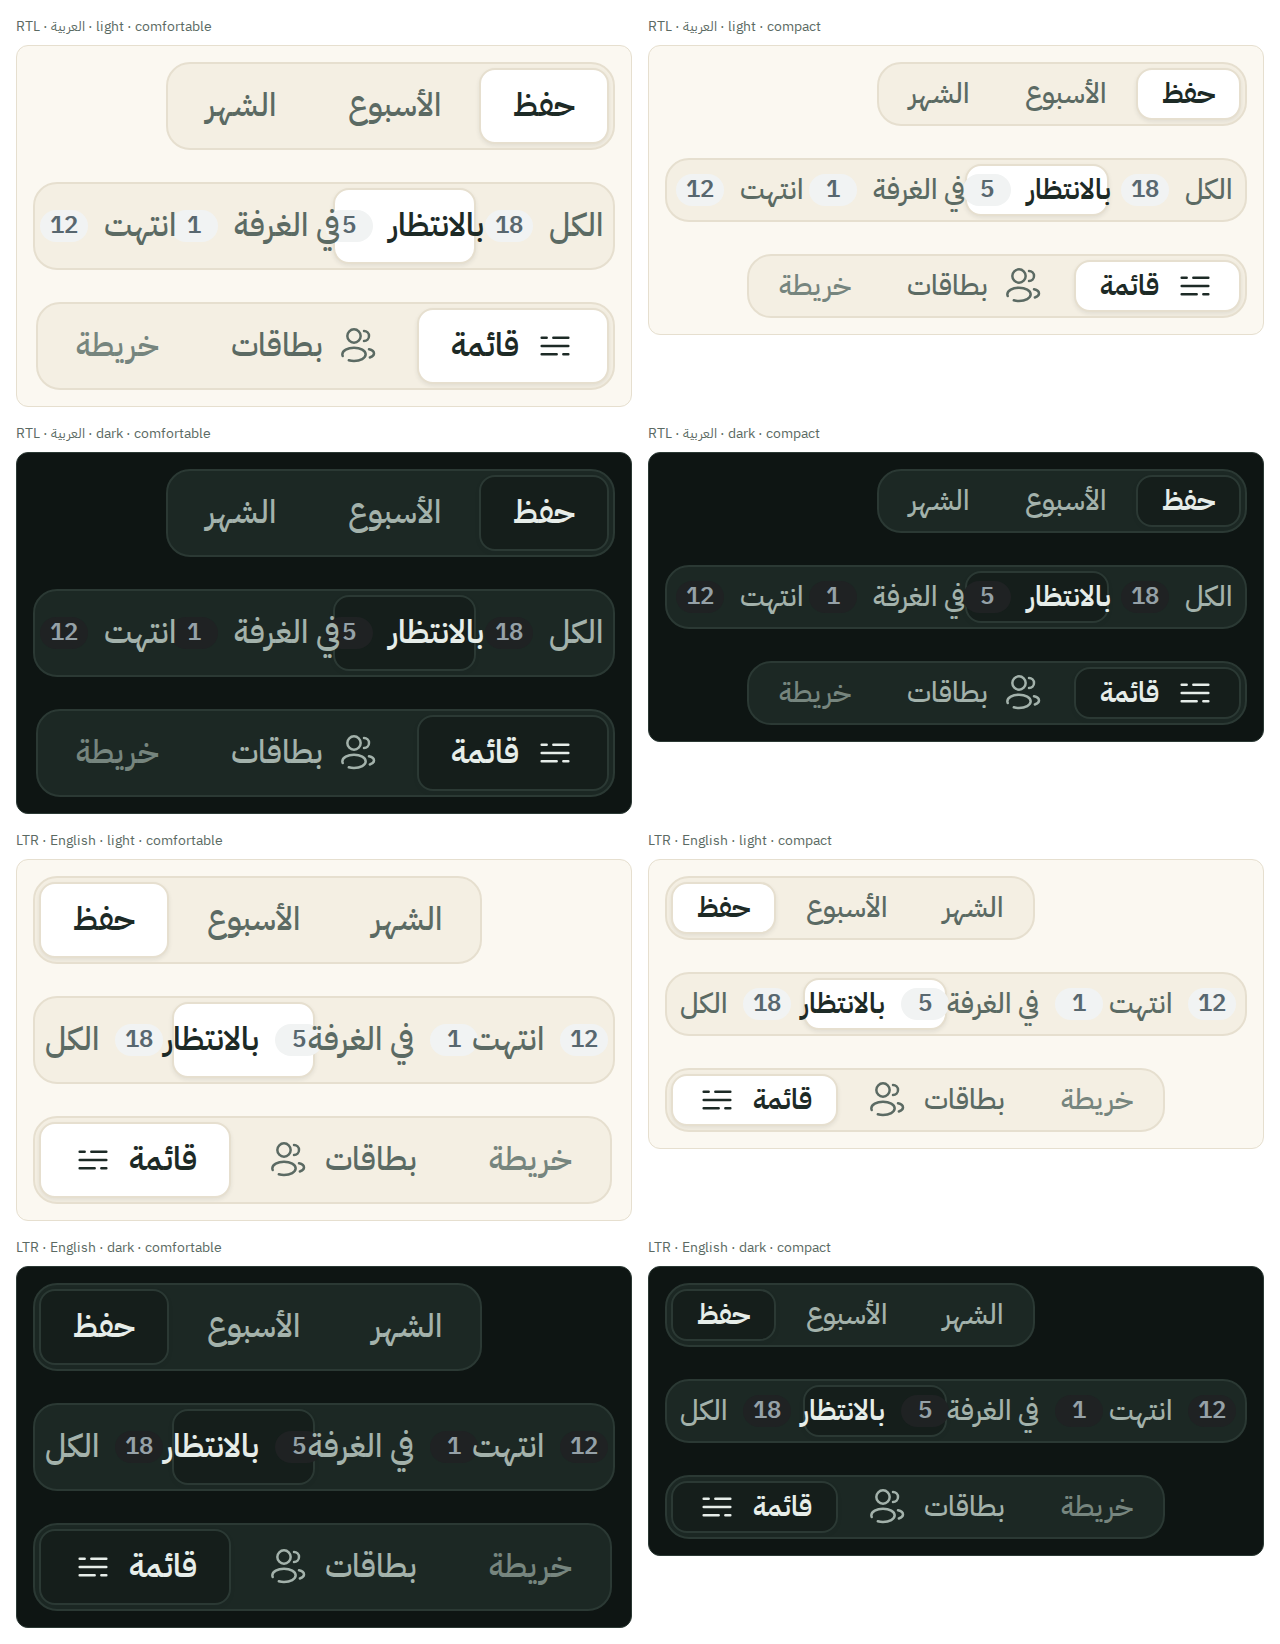 RTL · العربية · light · comfortable
حفظ الأسبوع الشهر
الكل 18 بالانتظار 5 في الغرفة 1 انتهت 12
قائمة بطاقات خريطة
RTL · العربية · light · compact
حفظ الأسبوع الشهر
الكل 18 بالانتظار 5 في الغرفة 1 انتهت 12
قائمة بطاقات خريطة
RTL · العربية · dark · comfortable
حفظ الأسبوع الشهر
الكل 18 بالانتظار 5 في الغرفة 1 انتهت 12
قائمة بطاقات خريطة
RTL · العربية · dark · compact
حفظ الأسبوع الشهر
الكل 18 بالانتظار 5 في الغرفة 1 انتهت 12
قائمة بطاقات خريطة
LTR · English · light · comfortable
حفظ الأسبوع الشهر
الكل 18 بالانتظار 5 في الغرفة 1 انتهت 12
قائمة بطاقات خريطة
LTR · English · light · compact
حفظ الأسبوع الشهر
الكل 18 بالانتظار 5 في الغرفة 1 انتهت 12
قائمة بطاقات خريطة
LTR · English · dark · comfortable
حفظ الأسبوع الشهر
الكل 18 بالانتظار 5 في الغرفة 1 انتهت 12
قائمة بطاقات خريطة
LTR · English · dark · compact
حفظ الأسبوع الشهر
الكل 18 بالانتظار 5 في الغرفة 1 انتهت 12
قائمة بطاقات خريطة